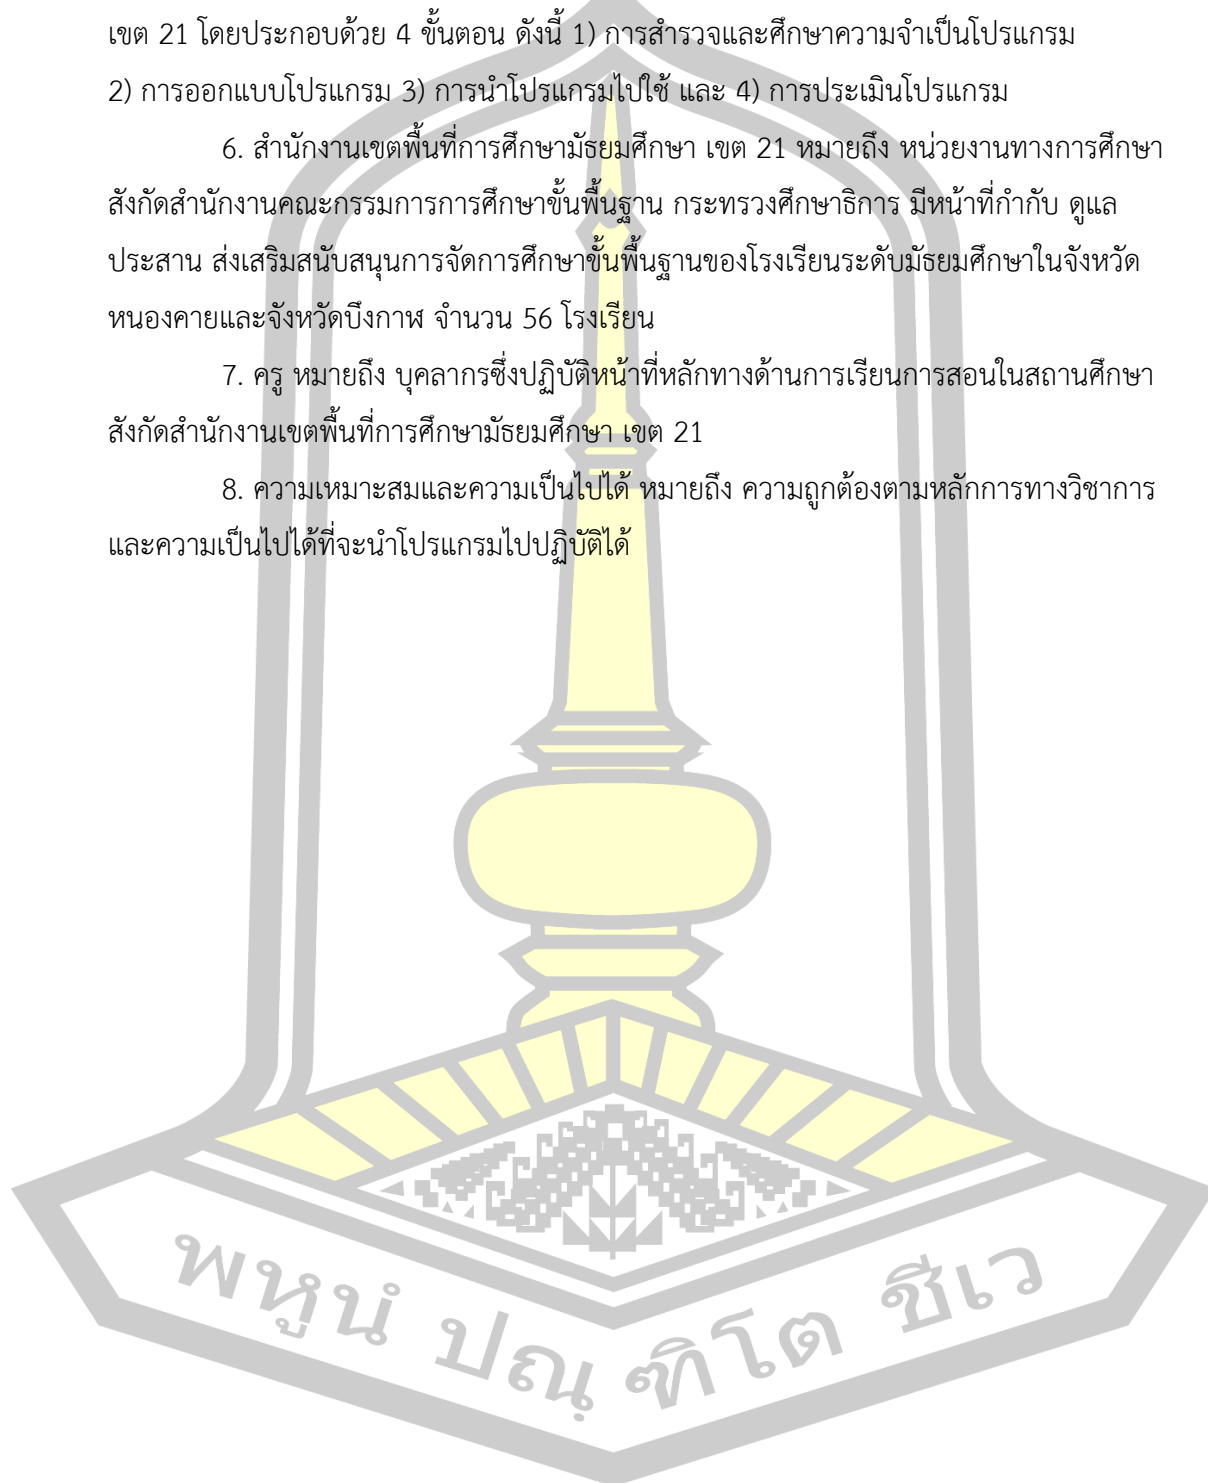 เขต 21 โดยประกอบด้วย 4 ขั้นตอน ดังนี้ 1) การสำรวจและศึกษาความจำเป็นโปรแกรม
2) การออกแบบโปรแกรม 3) การนำโปรแกรมไปใช้ และ 4) การประเมินโปรแกรม
6. สำนักงานเขตพื้นที่การศึกษามัธยมศึกษา เขต 21 หมายถึง หน่วยงานทางการศึกษา
สังกัดสำนักงานคณะกรรมการการศึกษาขั้นพื้นฐาน กระทรวงศึกษาธิการ มีหน้าที่กำกับ ดูแล
ประสาน ส่งเสริมสนับสนุนการจัดการศึกษาขั้นพื้นฐานของโรงเรียนระดับมัธยมศึกษาในจังหวัด
หนองคายและจังหวัดบึงกาฬ จำนวน 56 โรงเรียน
7. ครู หมายถึง บุคลากรซึ่งปฏิบัติหน้าที่หลักทางด้านการเรียนการสอนในสถานศึกษา
สังกัดสำนักงานเขตพื้นที่การศึกษามัธยมศึกษา เขต 21
8. ความเหมาะสมและความเป็นไปได้ หมายถึง ความถูกต้องตามหลักการทางวิชาการ
และความเป็นไปได้ที่จะนำโปรแกรมไปปฏิบัติได้
พหูนํ ปณฺ ฑิโต ชีเว